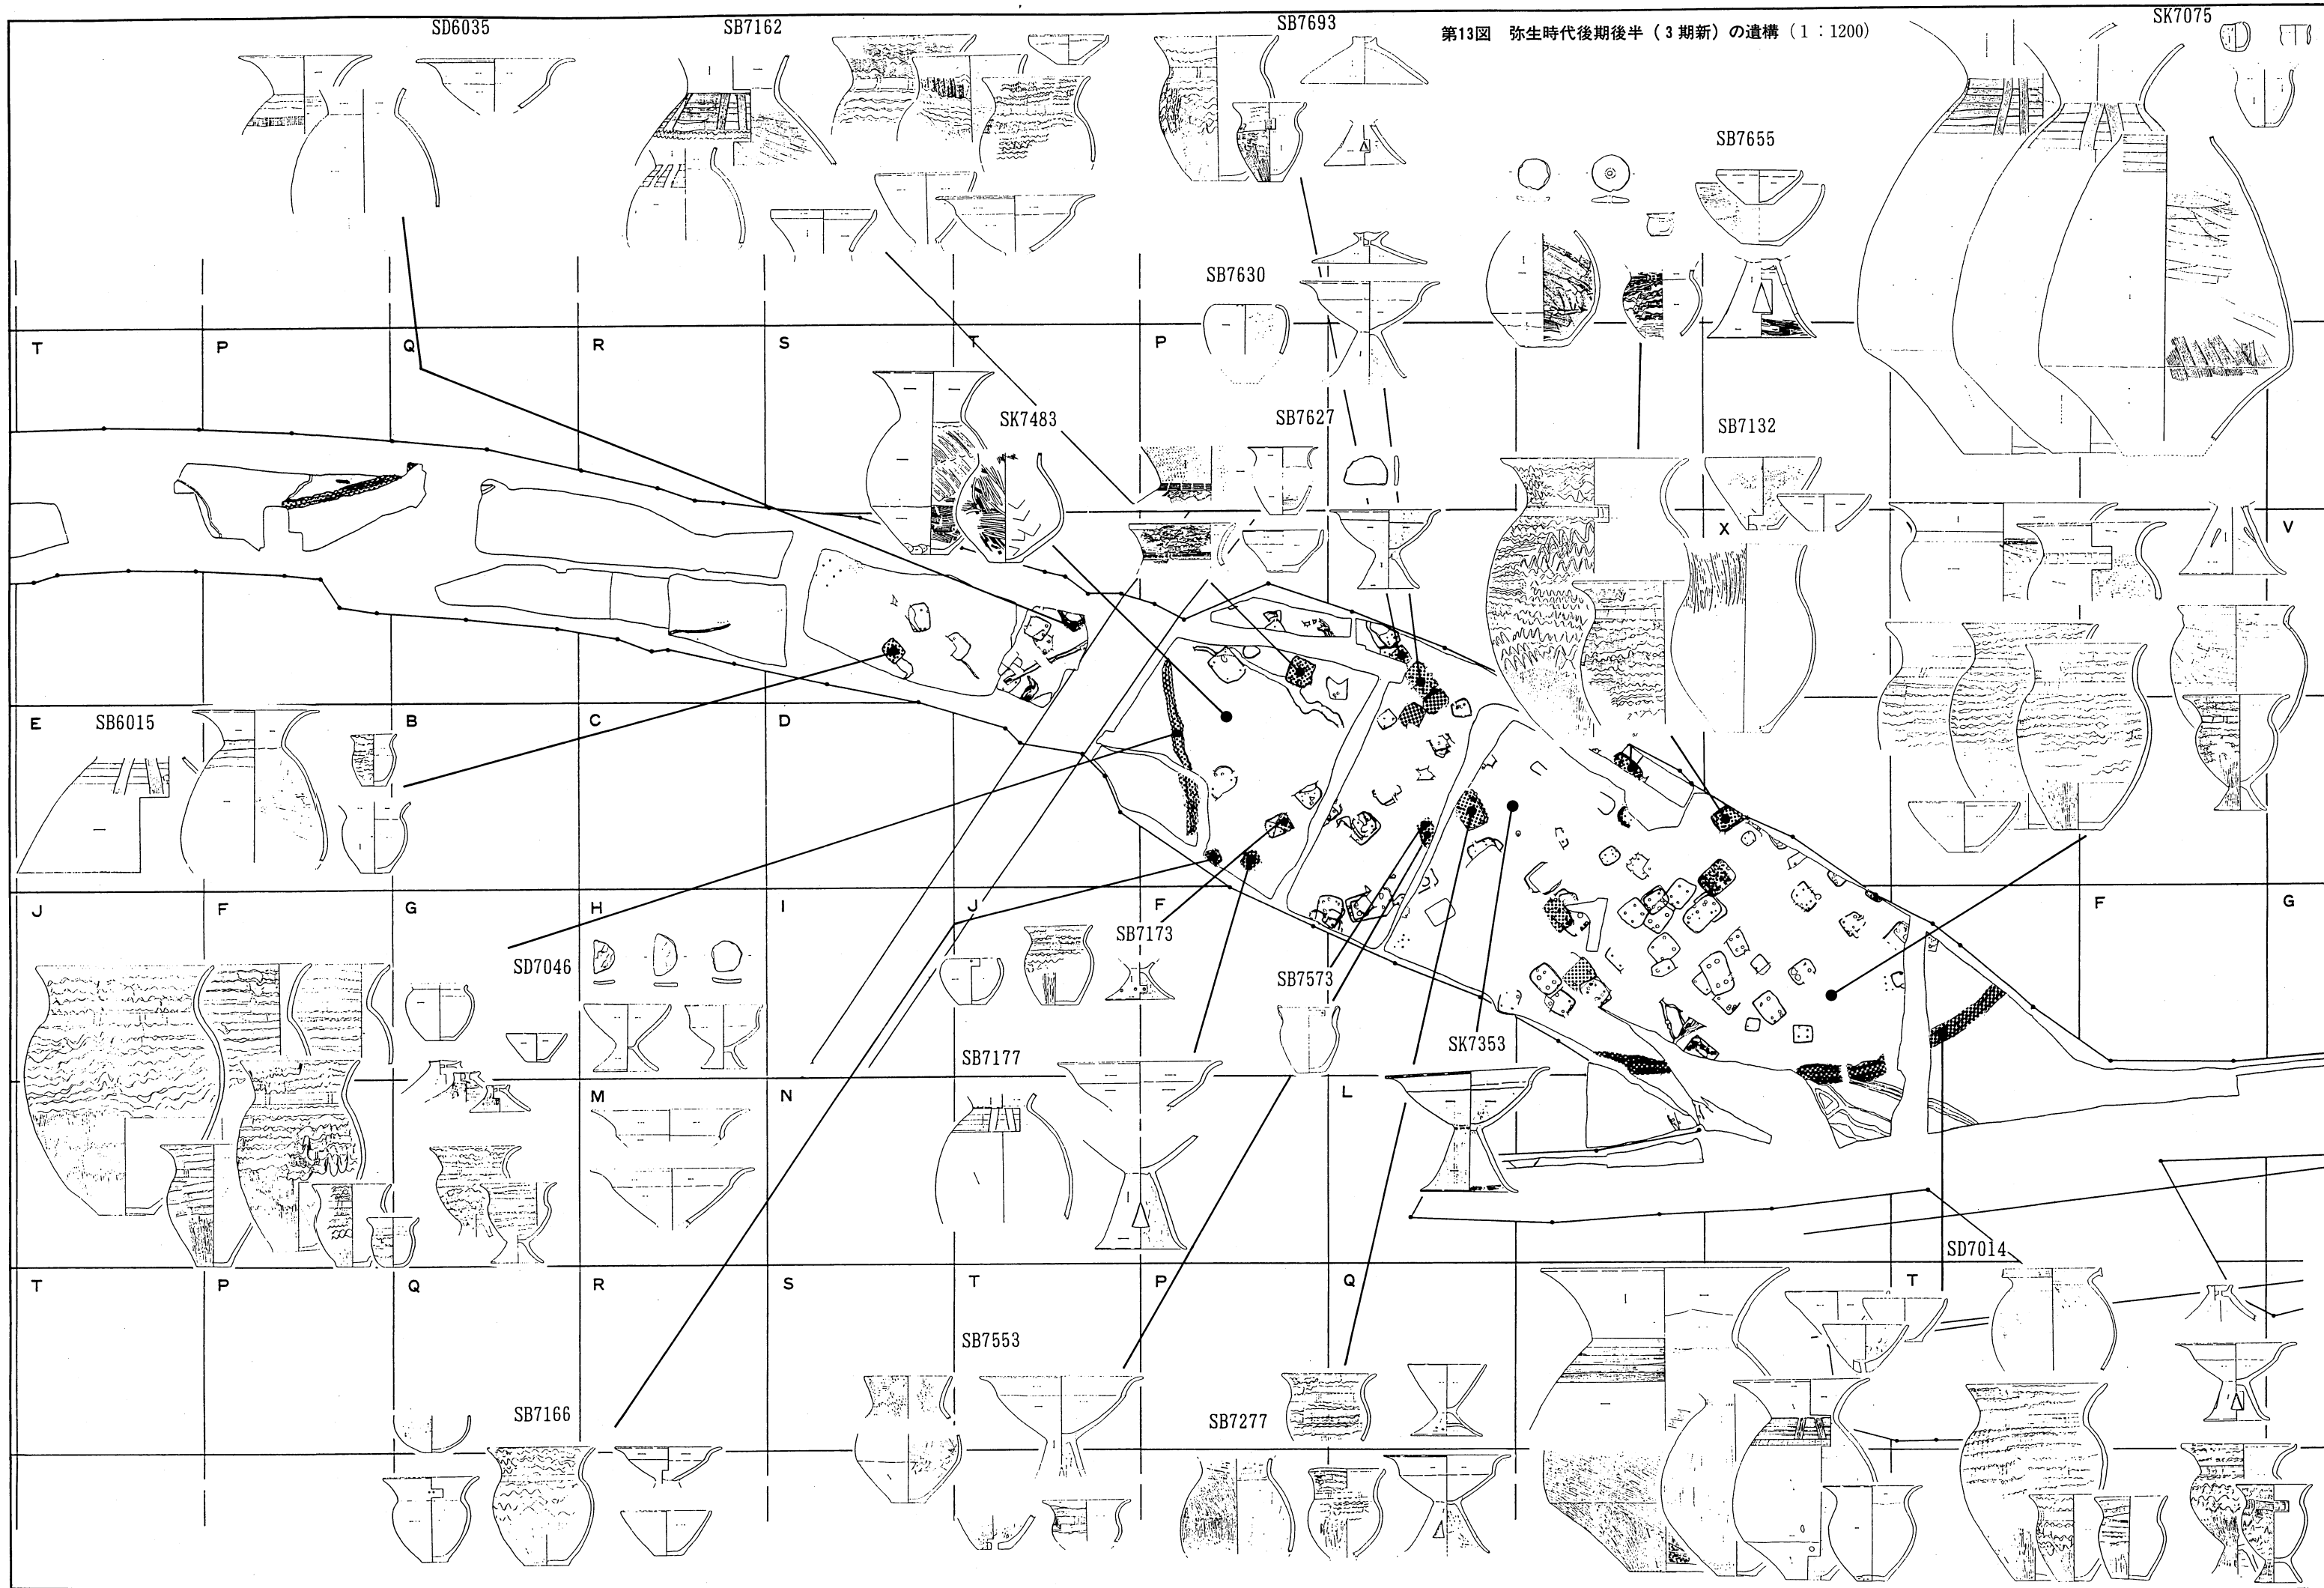 SD6035
SB7162
SB7693
第13図 弥生時代後期後半(3期新)の遺構(1:1200)
SK7075
SB7655
SB7630
T P Q R S T P
SK7483
SB7627
SB7132
X V
E SB6015 B C D
J F G H I J F F G
SD7046
SB7173
SB7573
SK7353
SB7177
M N L
SD7014
T P Q R S T P Q T
SB7553
SB7166
SB7277